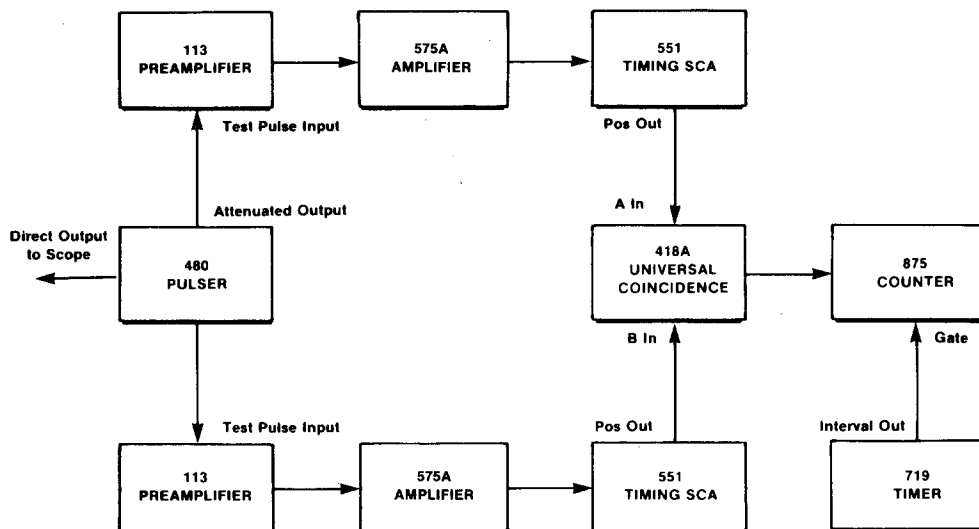 113
PREAMPLIFIER
575A
AMPLIFIER
551
TIMING SCA
Test Pulse Input
Pos Out
Attenuated Output
A In
Direct Output
to Scope
480
PULSER
418A
UNIVERSAL
COINCIDENCE
875
COUNTER
B In
Gate
Test Pulse Input
Pos Out
Interval Out
113
PREAMPLIFIER
575A
AMPLIFIER
551
TIMING SCA
719
TIMER